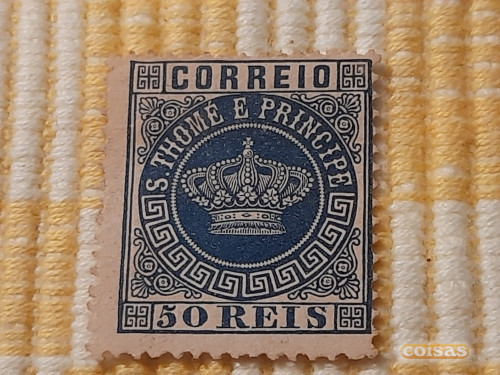 CORREIO
S. THOMÉ E PRINCIPE
50 REIS
coisas